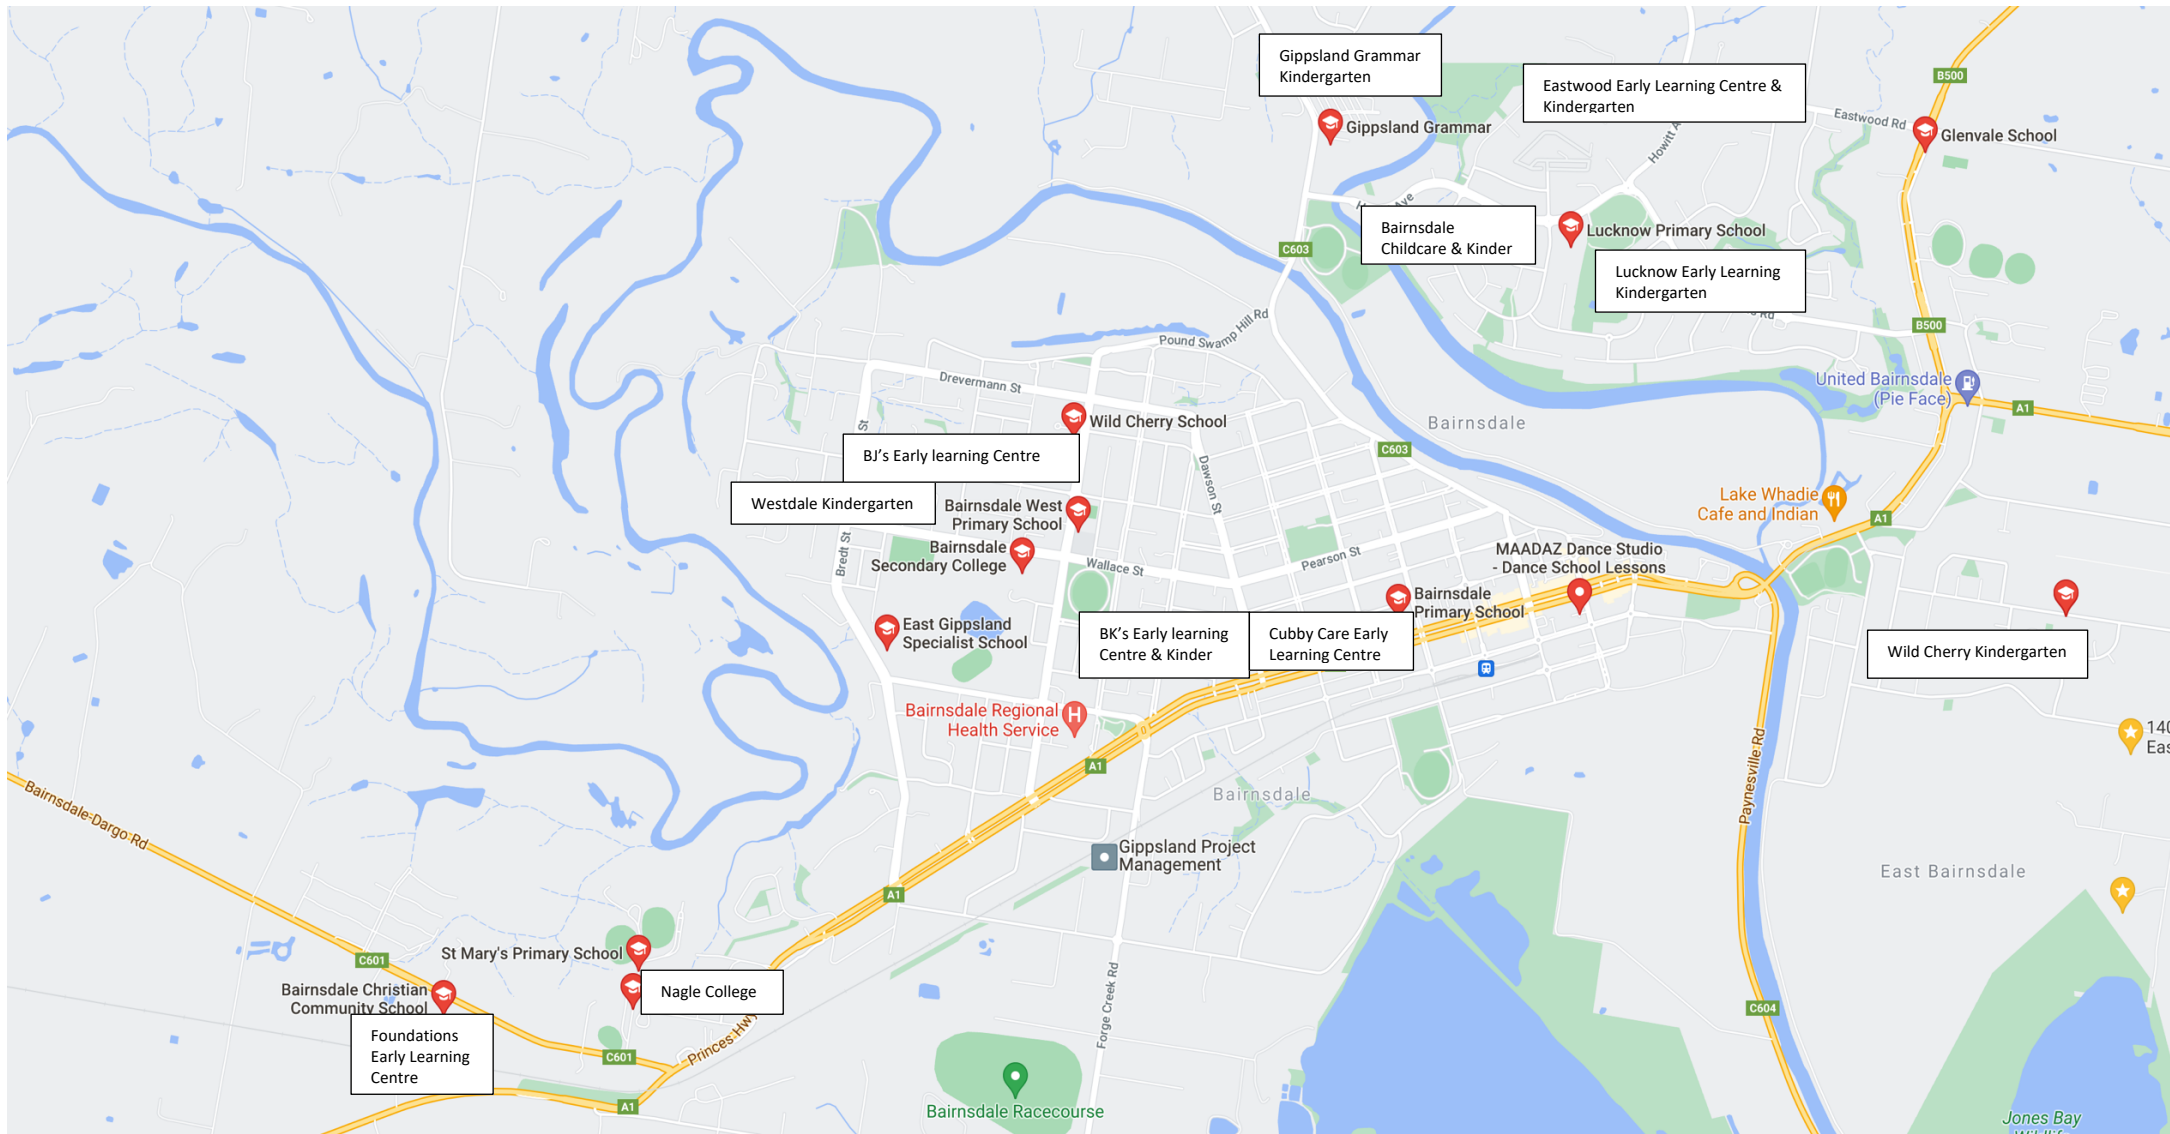 Gippsland Grammar
Kindergarten
Eastwood Early Learning Centre &
Kindergarten
B500
Gippsland Grammar
Eastwood Rd
Glenvale School
Howitt A
Ave
Bairnsdale
Childcare & Kinder
Lucknow Primary School
C603
Lucknow Early Learning
Kindergarten
Rd
B500
Pound Swamp Hill Rd
Drevermann St
United Bairnsdale
(Pie Face)
A1
Wild Cherry School
Bairnsdale
St
C603
BJ's Early learning Centre
Dawson St
Westdale Kindergarten
Bairnsdale West
Primary School
Lake Whadie
Cafe and Indian
A1
Bredt St
Bairnsdale
Secondary College
Wallace St
Pearson St
MAADAZ Dance Studio
- Dance School Lessons
Bairnsdale
Primary School
East Gippsland
Specialist School
BK's Early learning
Centre & Kinder
Cubby Care Early
Learning Centre
Wild Cherry Kindergarten
Bairnsdale Regional
Health Service
H
140
Eas
A1
Paynesville Rd
Bairnsdale
Bairnsdale-Dargo Rd
Gippsland Project
Management
East Bairnsdale
A1
St Mary's Primary School
C601
Bairnsdale Christian
Community School
Nagle College
Forge Creek Rd
C604
Foundations
Early Learning
Centre
C601
Princes Hwy
A1
Bairnsdale Racecourse
Jones Bay